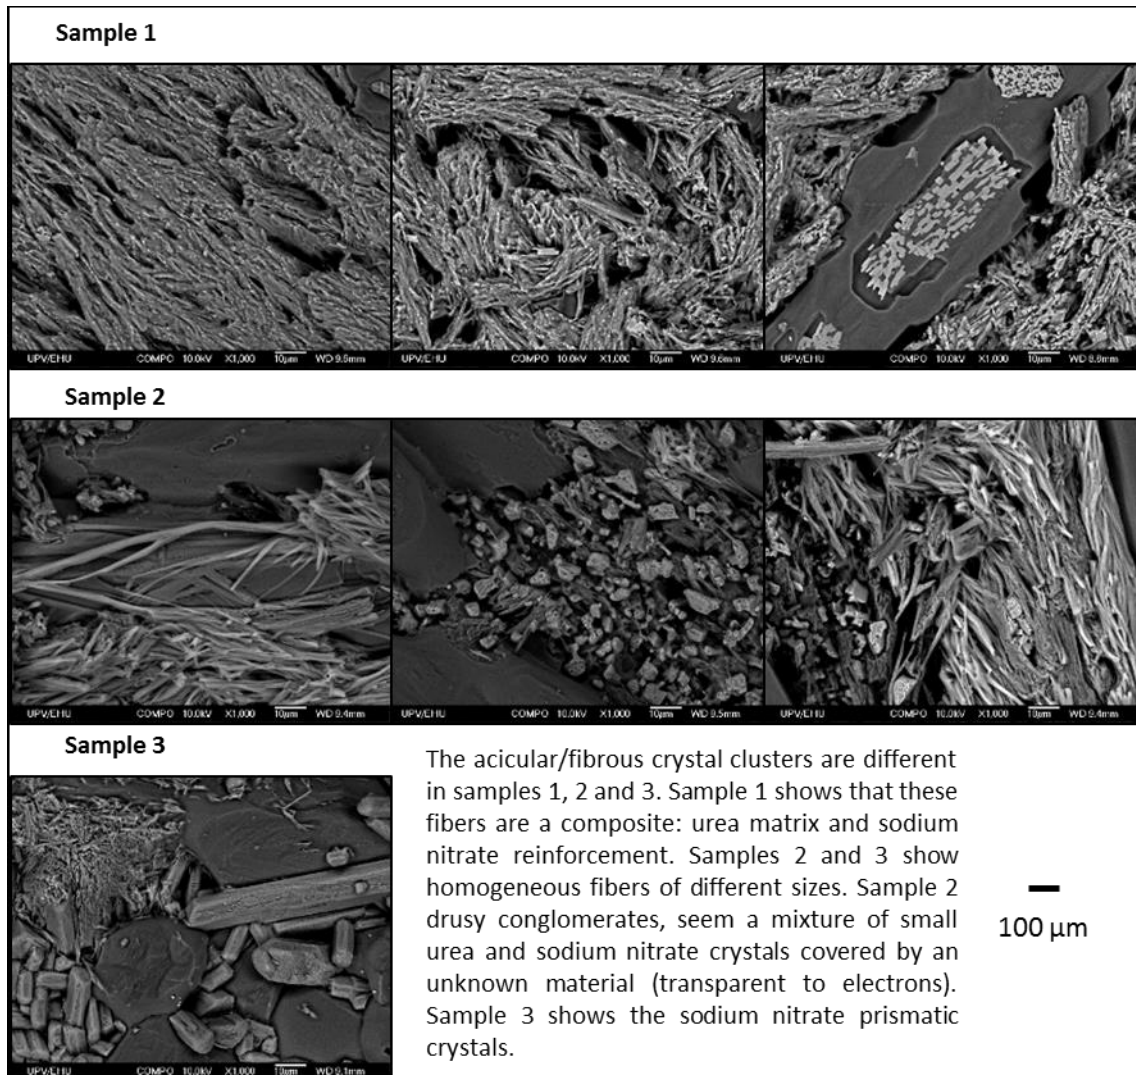 Sample 1
UPV/EHU COMPO 10.0kV X1,000 10µm WD 9.6mm
UPV/EHU COMPO 10.0kV X1,000 10µm WD 9.6mm
UPV/EHU COMPO 10.0kV X1,000 10µm WD 8.8mm
Sample 2
UPV/EHU COMPO 10.0kV X1,000 10µm WD 9.4mm
UPV/EHU COMPO 10.0kV X1,000 10µm WD 9.5mm
UPV/EHU COMPO 10.0kV X1,000 10µm WD 9.4mm
Sample 3
UPV/EHU COMPO 10.0kV X1,000 10µm WD 9.1mm
The acicular/fibrous crystal clusters are different
in samples 1, 2 and 3. Sample 1 shows that these
fibers are a composite: urea matrix and sodium
nitrate reinforcement. Samples 2 and 3 show
homogeneous fibers of different sizes. Sample 2
drusy conglomerates, seem a mixture of small
urea and sodium nitrate crystals covered by an
unknown material (transparent to electrons).
Sample 3 shows the sodium nitrate prismatic
crystals.
100 µm